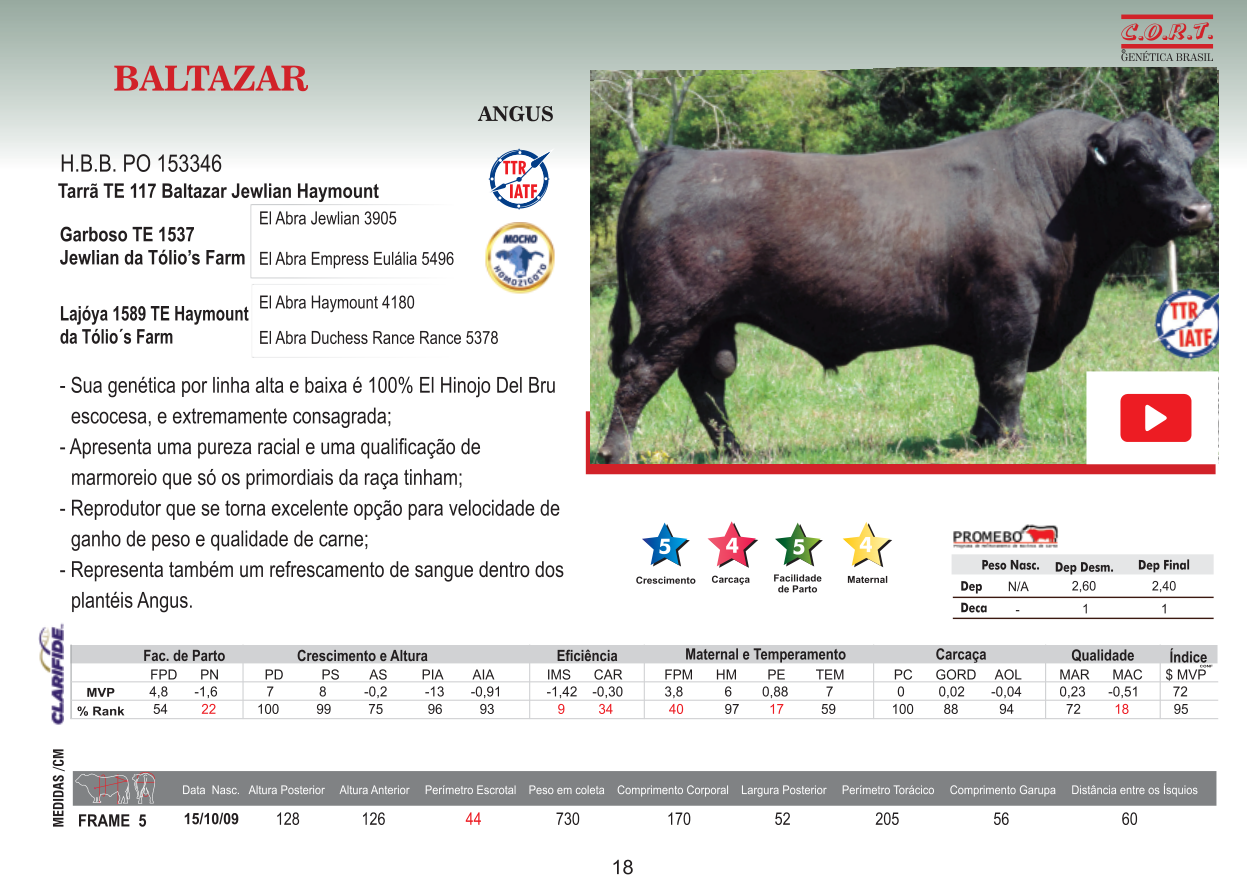 C.O.R.T.
GENÉTICA BRASIL
BALTAZAR
ANGUS
H.B.B. PO 153346
Tarrã TE 117 Baltazar Jewlian Haymount
TTR
IATF
El Abra Jewlian 3905
Garboso TE 1537
Jewlian da Tólio’s Farm
El Abra Empress Eulália 5496
MOCHO
HOMOZIGOTO
El Abra Haymount 4180
Lajóya 1589 TE Haymount
da Tólio´s Farm
El Abra Duchess Rance Rance 5378
TTR
IATF
- Sua genética por linha alta e baixa é 100% El Hinojo Del Bru
escocesa, e extremamente consagrada;
- Apresenta uma pureza racial e uma qualificação de
marmoreio que só os primordiais da raça tinham;
- Reprodutor que se torna excelente opção para velocidade de
ganho de peso e qualidade de carne;
- Representa também um refrescamento de sangue dentro dos
plantéis Angus.
5 4 5 4
Crescimento Carcaça Facilidade de Parto Maternal
PROMEBO
Peso Nasc. Dep Desm. Dep Final
Dep N/A 2,60 2,40
Deca - 1 1
CLARIFIDE
Fac. de Parto Crescimento e Altura Eficiência Maternal e Temperamento Carcaça Qualidade Índice
FPD PN PD PS AS PIA AIA IMS CAR FPM HM PE TEM PC GORD AOL MAR MAC $ MVP
MVP 4,8 -1,6 7 8 -0,2 -13 -0,91 -1,42 -0,30 3,8 6 0,88 7 0 0,02 -0,04 0,23 -0,51 72
% Rank 54 22 100 99 75 96 93 9 34 40 97 17 59 100 88 94 72 18 95
MEDIDAS /CM
Data Nasc. Altura Posterior Altura Anterior Perímetro Escrotal Peso em coleta Comprimento Corporal Largura Posterior Perímetro Torácico Comprimento Garupa Distância entre os Ísquios
FRAME 5 15/10/09 128 126 44 730 170 52 205 56 60
18